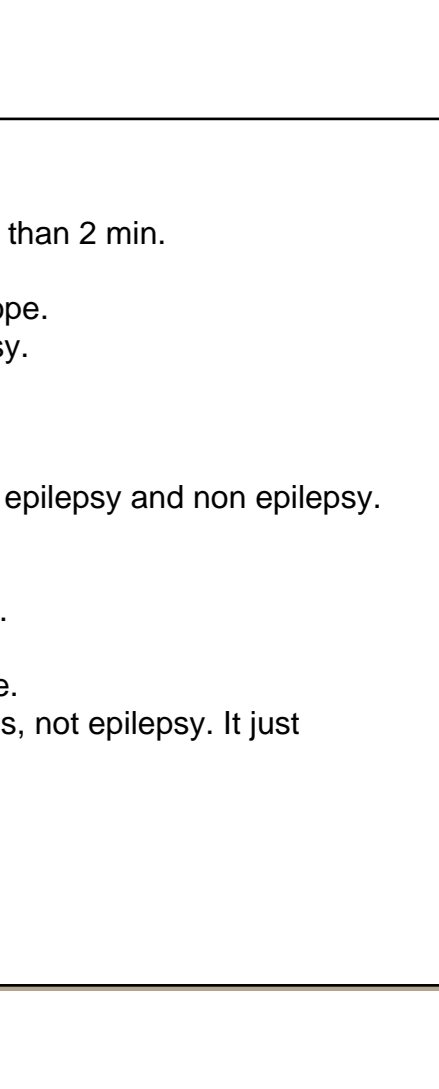 than 2 min.
ope.
sy.
epilepsy and non epilepsy.
.
e.
s, not epilepsy. It just